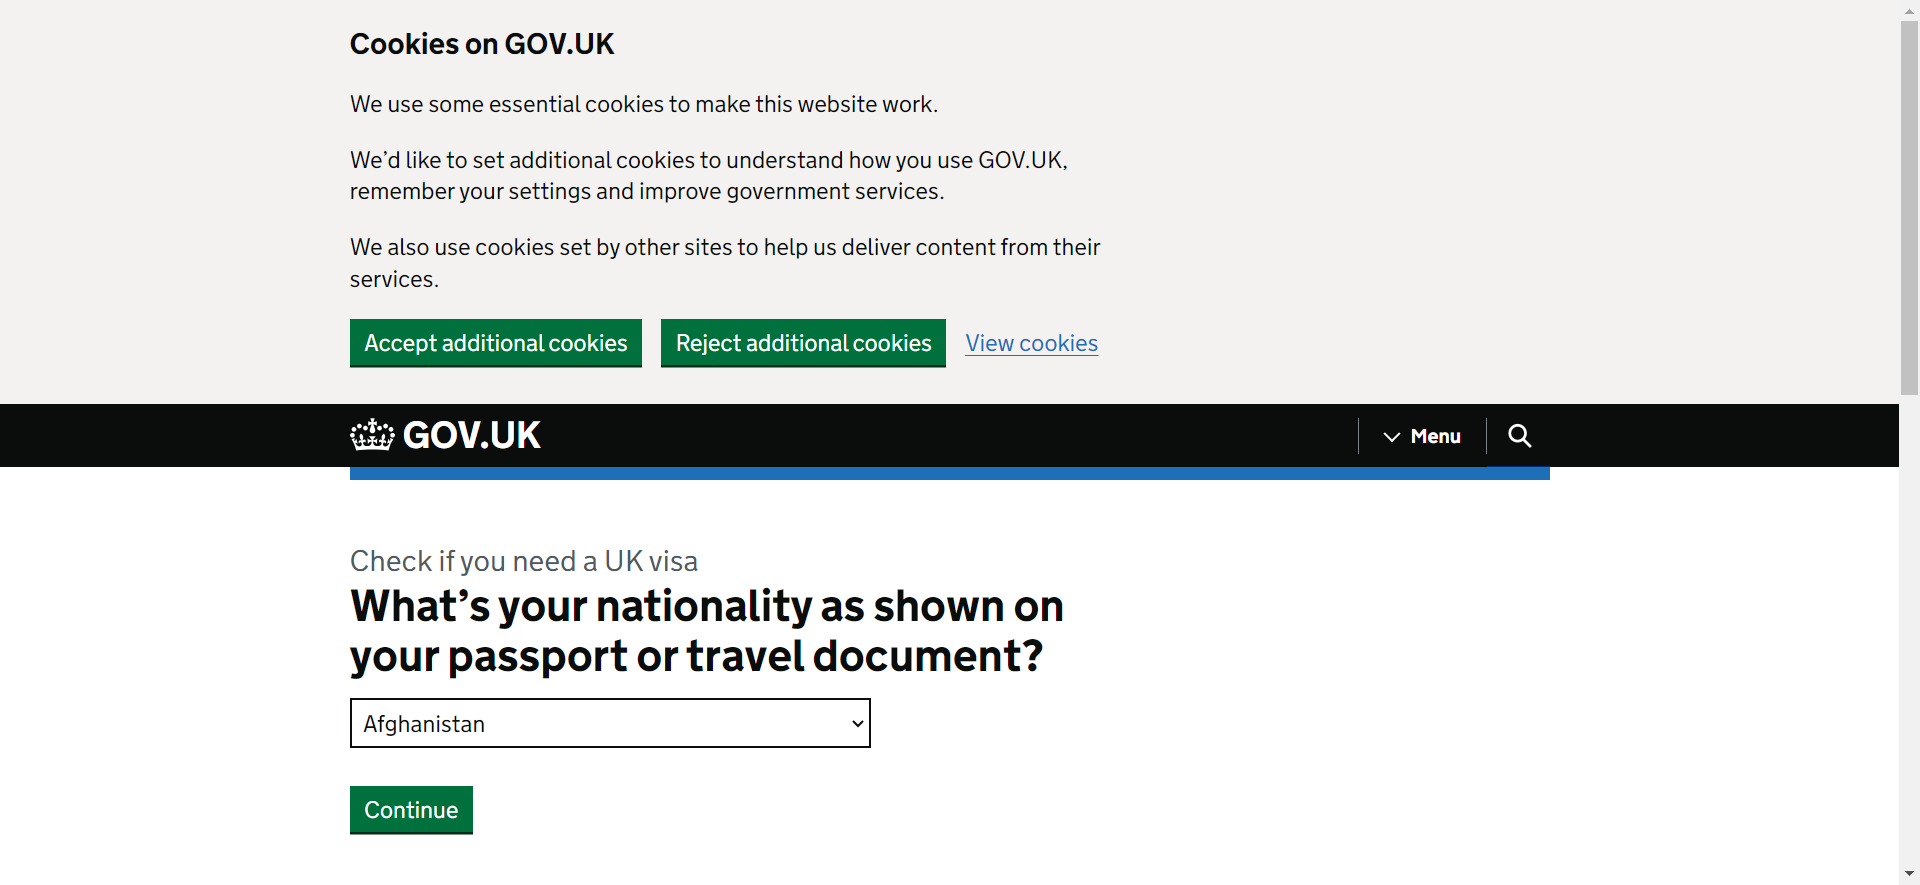 Cookies on GOV.UK
We use some essential cookies to make this website work.
We’d like to set additional cookies to understand how you use GOV.UK,
remember your settings and improve government services.
We also use cookies set by other sites to help us deliver content from their
services.
Accept additional cookies Reject additional cookies View cookies
GOV.UK Menu
Check if you need a UK visa
What’s your nationality as shown on
your passport or travel document?
Afghanistan
Continue